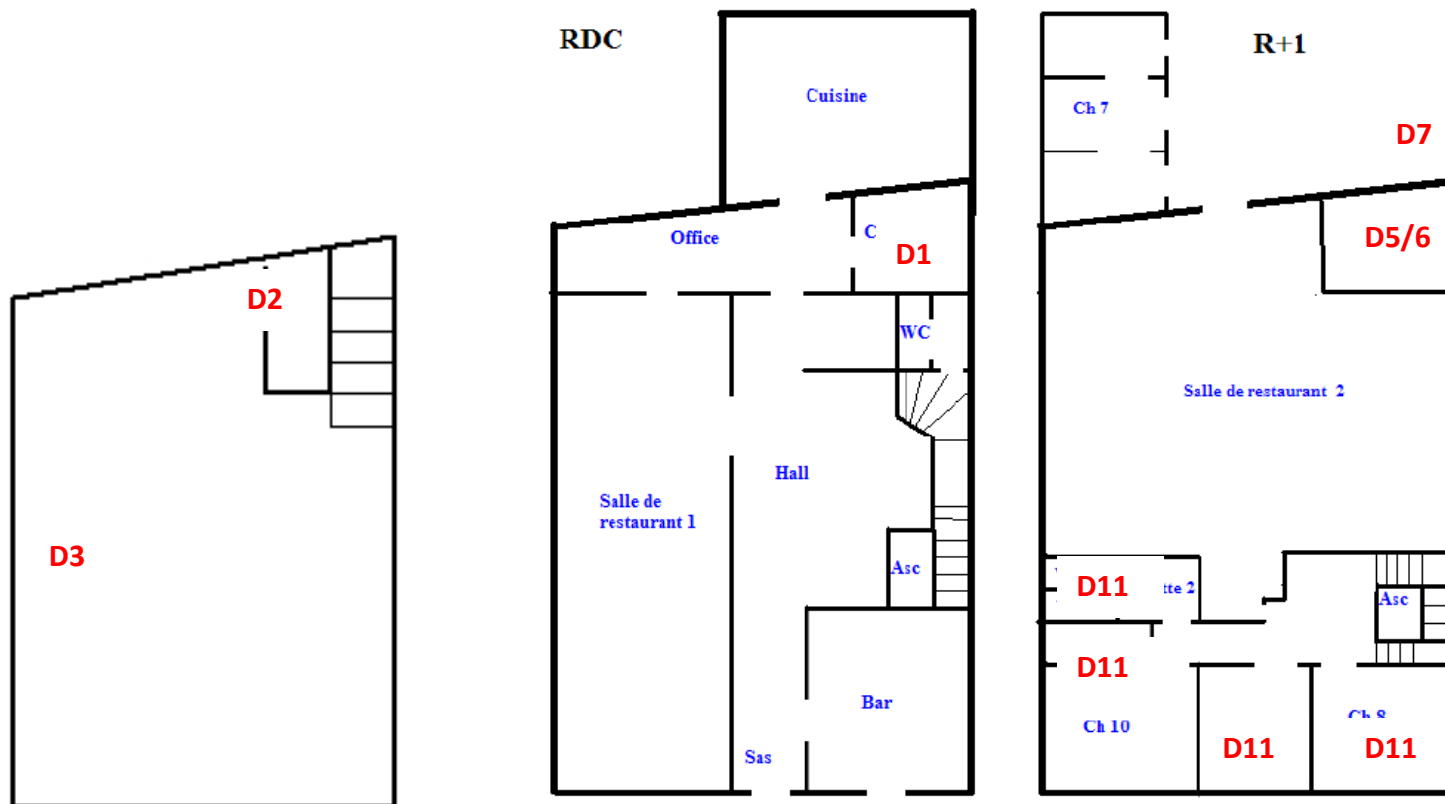 RDC
R+1
Cuisine
Ch 7
D7
Office
C
D1
D5/6
D2
WC
Salle de restaurant 2
Hall
Salle de
restaurant 1
D3
Asc
D11
tte 2
Asc
D11
Bar
Ch 10
Ch 8
Sas
D11
D11